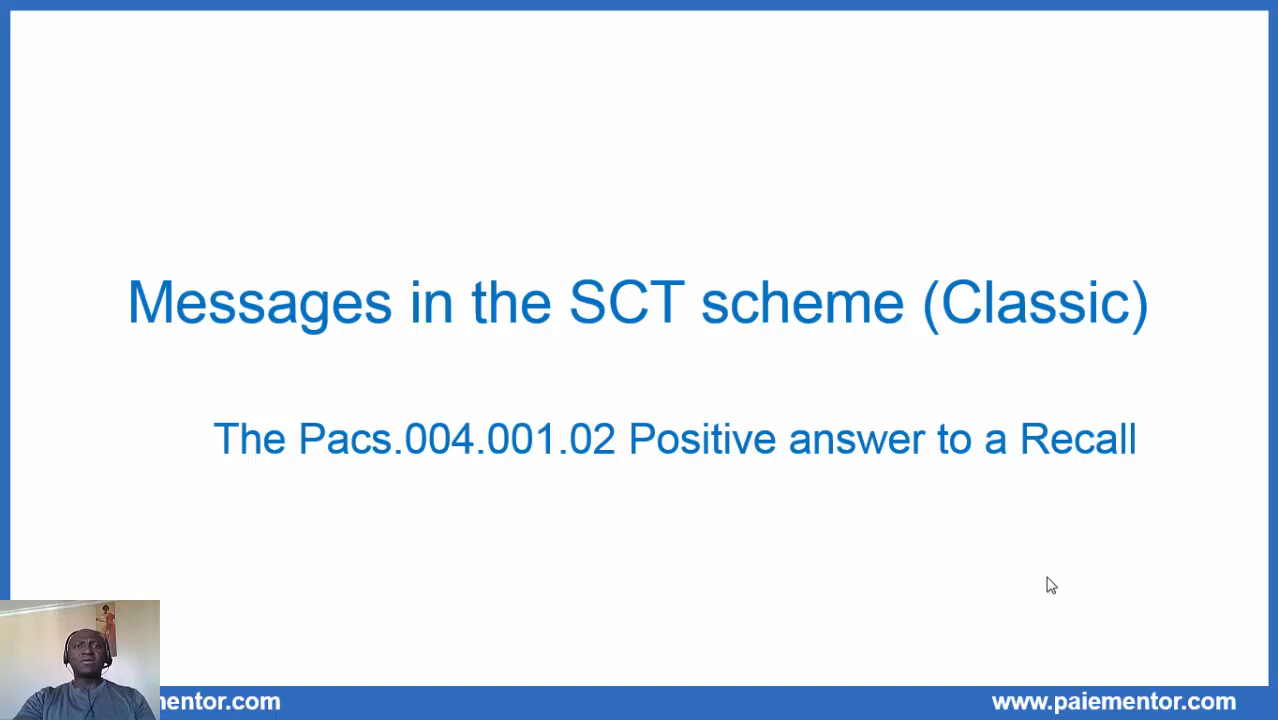 Messages in the SCT scheme (Classic)
The Pacs.004.001.02 Positive answer to a Recall
www.paiementor.com